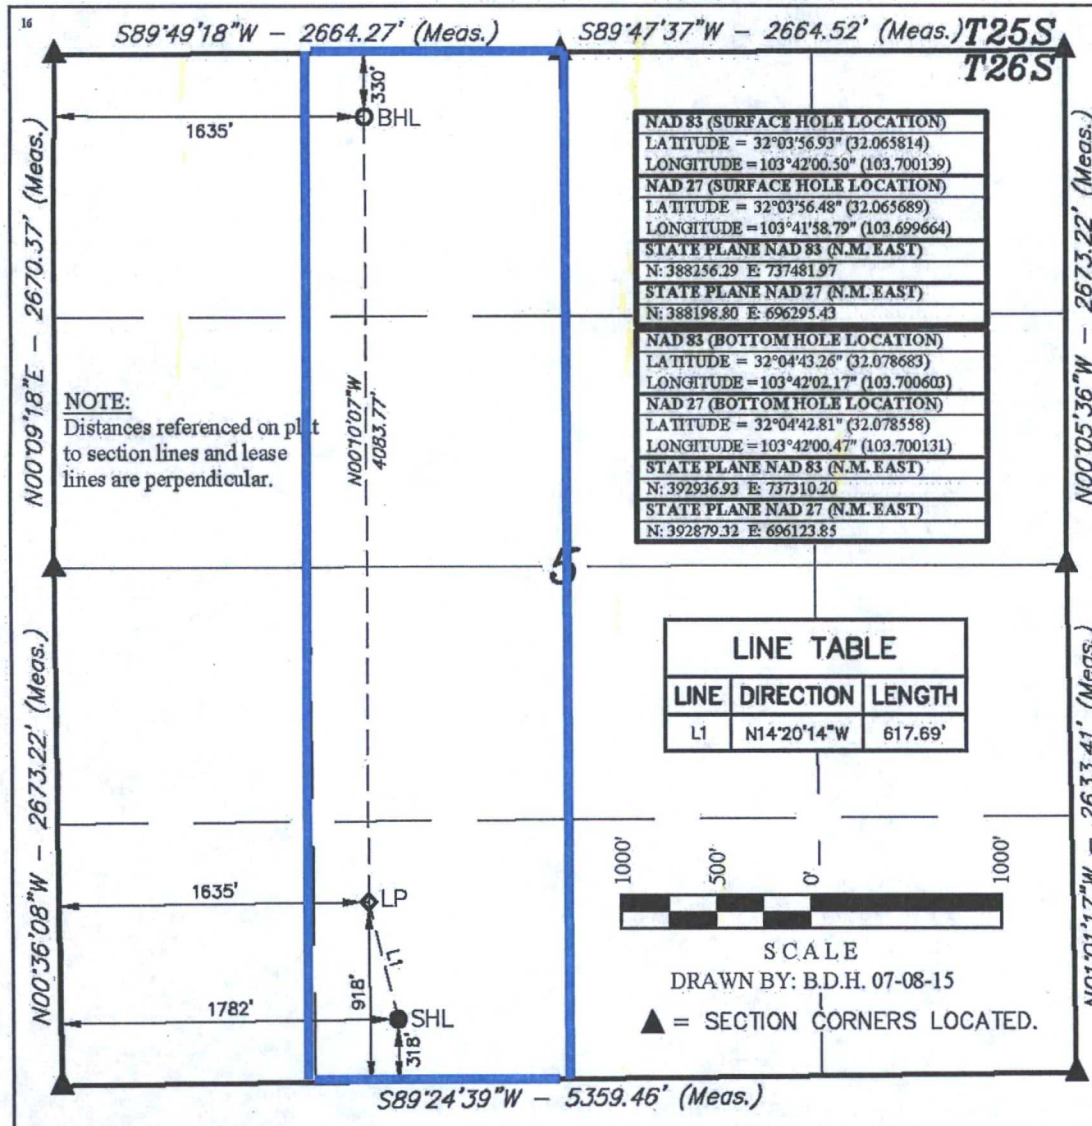 16
S89°49'18"W – 2664.27' (Meas.)
S89°47'37"W – 2664.52' (Meas.)
T25S
T26S
330'
BHL
1635'
N00°09'18"E – 2670.37' (Meas.)
N00°05'36"W – 2673.22' (Meas.)
NAD 83 (SURFACE HOLE LOCATION)
LATITUDE = 32°03'56.93" (32.065814)
LONGITUDE = 103°42'00.50" (103.700139)
NAD 27 (SURFACE HOLE LOCATION)
LATITUDE = 32°03'56.48" (32.065689)
LONGITUDE = 103°41'58.79" (103.699664)
STATE PLANE NAD 83 (N.M. EAST)
N: 388256.29 E: 737481.97
STATE PLANE NAD 27 (N.M. EAST)
N: 388198.80 E: 696295.43
NAD 83 (BOTTOM HOLE LOCATION)
LATITUDE = 32°04'43.26" (32.078683)
LONGITUDE = 103°42'02.17" (103.700603)
NAD 27 (BOTTOM HOLE LOCATION)
LATITUDE = 32°04'42.81" (32.078558)
LONGITUDE = 103°42'00.47" (103.700131)
STATE PLANE NAD 83 (N.M. EAST)
N: 392936.93 E: 737310.20
STATE PLANE NAD 27 (N.M. EAST)
N: 392879.32 E: 696123.85
NOTE:
Distances referenced on plat
to section lines and lease
lines are perpendicular.
N00°10'07"W
4083.77'
5
LINE TABLE
LINE DIRECTION LENGTH
L1 N14°20'14"W 617.69'
N00°36'08"W – 2673.22' (Meas.)
N01°01'17"W – 2633.41' (Meas.)
1635'
LP
L1
918'
1782'
SHL
318'
1000' 500' 0' 1000'
SCALE
DRAWN BY: B.D.H. 07-08-15
▲ = SECTION CORNERS LOCATED.
S89°24'39"W – 5359.46' (Meas.)